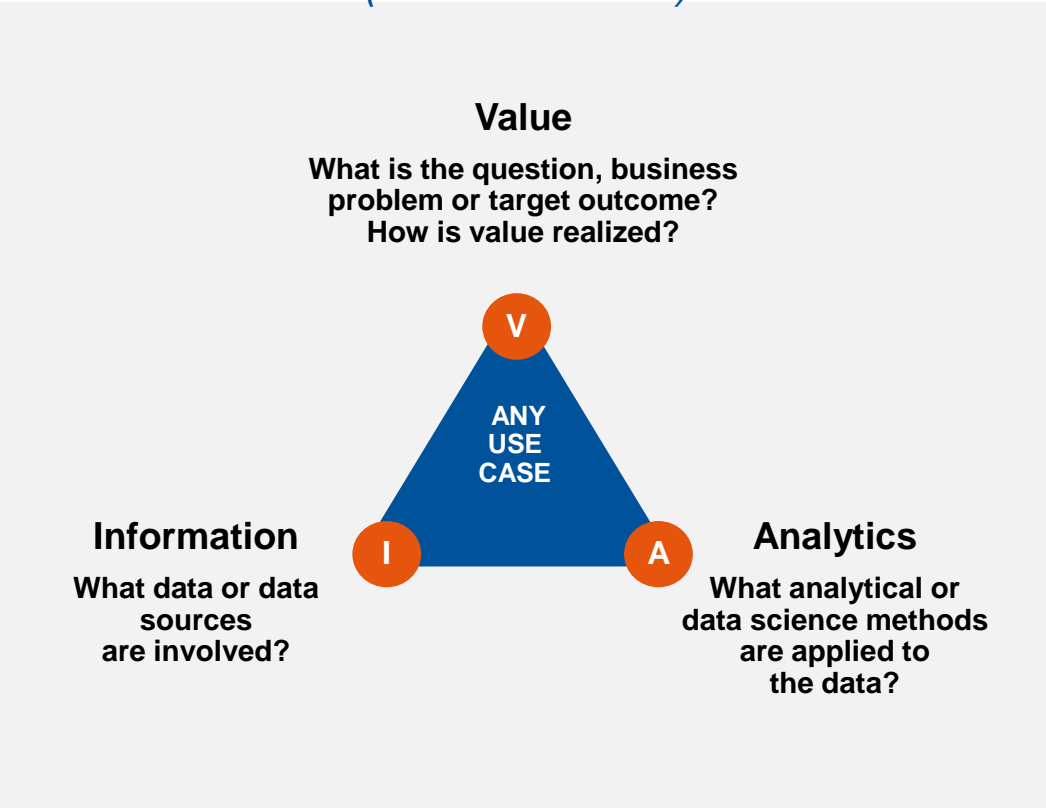 Value
What is the question, business
problem or target outcome?
How is value realized?
V
ANY
USE
CASE
Information
I
A
Analytics
What data or data
sources
are involved?
What analytical or
data science methods
are applied to
the data?